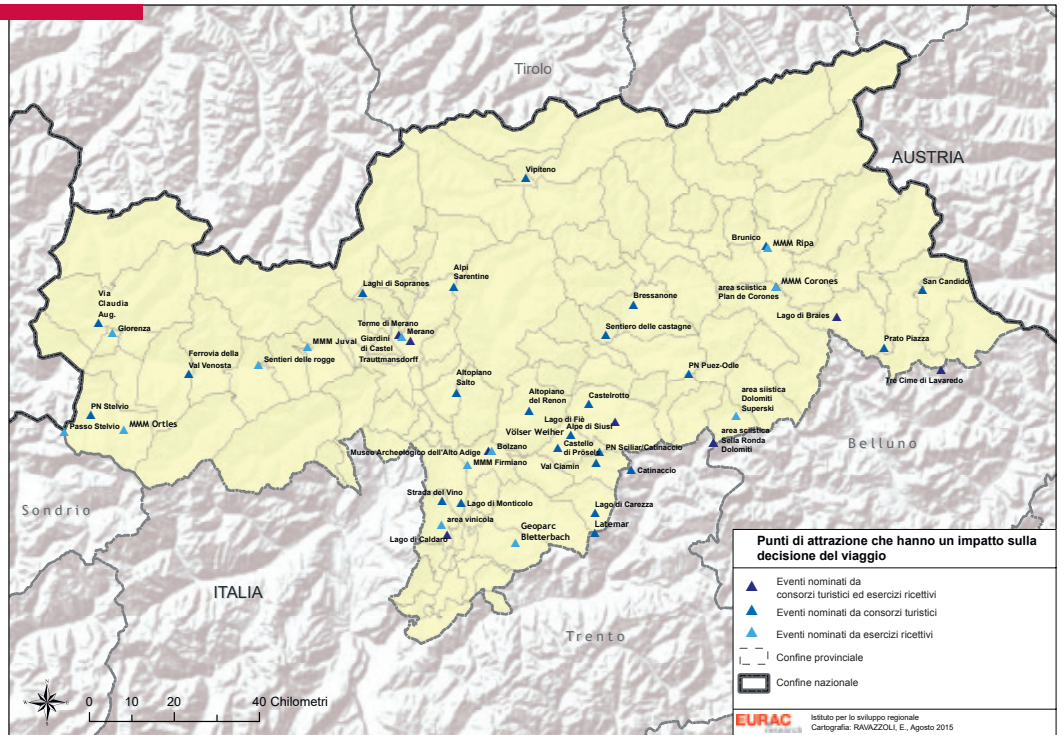 Tirolo
AUSTRIA
Vipiteno
Brunico
MMM Ripa
Alpi
Sarentine
Laghi di Sopranes
Bressanone
area sciistica
Plan de Corones
MMM Corones
San Candido
Via
Claudia
Aug.
Glorenza
Lago di Braies
Terme di Merano
Merano
Giardini
di Castel
Trauttmansdorff
MMM Juval
Sentiero delle castagne
Prato Piazza
Ferrovia della
Val Venosta
Sentieri delle rogge
PN Puez-Odle
Tre Cime di Lavaredo
Altopiano
Salto
Altopiano
del Renon
Castelrotto
area siistica
Dolomiti
Superski
PN Stelvio
Passo Stelvio
MMM Ortles
Lago di Fiè
Alpe di Siusi
Völser Weiher
area sciistica
Sella Ronda
Dolomiti
Belluno
Museo Archeologico dell'Alto Adige
Bolzano
Castello
di Prösels
PN Sciliar/Catinaccio
MMM Firmiano
Val Ciamin
Catinaccio
Sondrio
Strada del Vino
Lago di Monticolo
Lago di Carezza
area vinicola
Lago di Caldaro
Geoparc
Bletterbach
Latemar
ITALIA
Trento
Punti di attrazione che hanno un impatto sulla
decisione del viaggio
Eventi nominati da
consorzi turistici ed esercizi ricettivi
Eventi nominati da consorzi turistici
Eventi nominati da esercizi ricettivi
Confine provinciale
Confine nazionale
0 10 20 40 Chilometri
EURAC
Istituto per lo sviluppo regionale
Cartografia: RAVAZZOLI, E., Agosto 2015